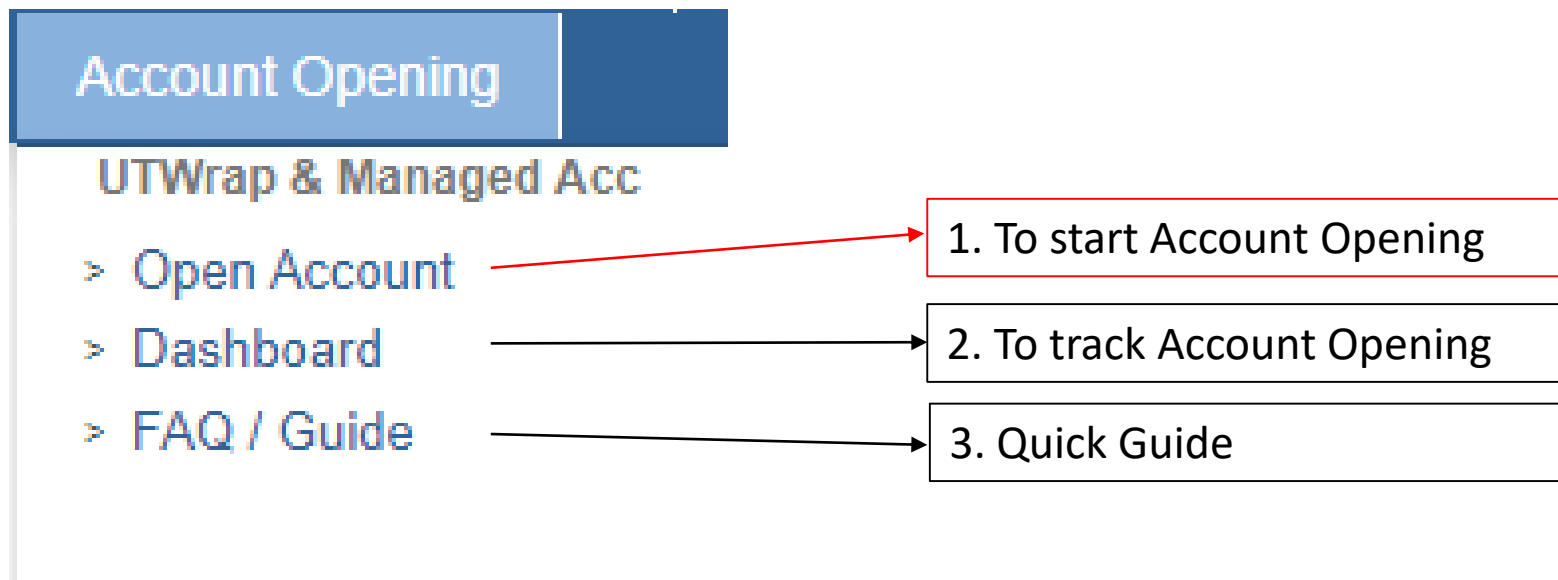 Account Opening
UTWrap & Managed Acc
> Open Account
1. To start Account Opening
> Dashboard
2. To track Account Opening
> FAQ / Guide
3. Quick Guide